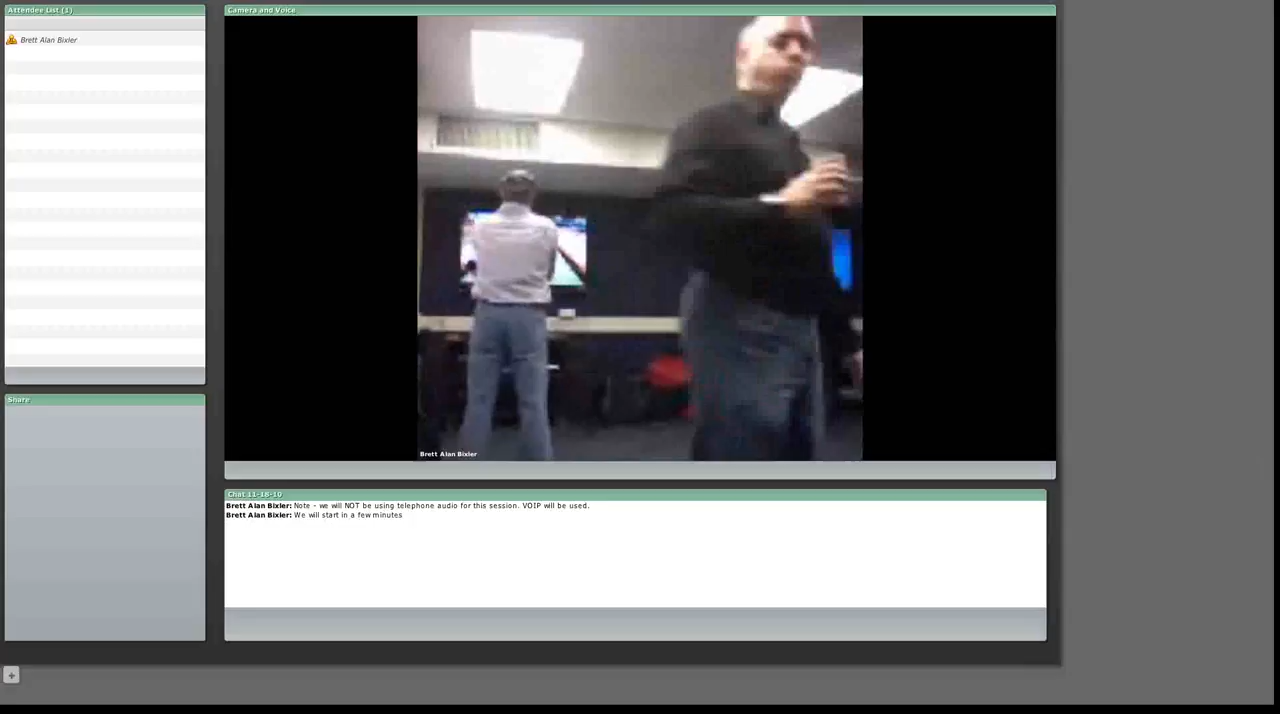 Attendee List (1)
Brett Alan Bixler
Camera and Voice
Brett Alan Bixler
Share
Chat 11-18-10
Brett Alan Bixler: Note - we will NOT be using telephone audio for this session. VOIP will be used.
Brett Alan Bixler: We will start in a few minutes